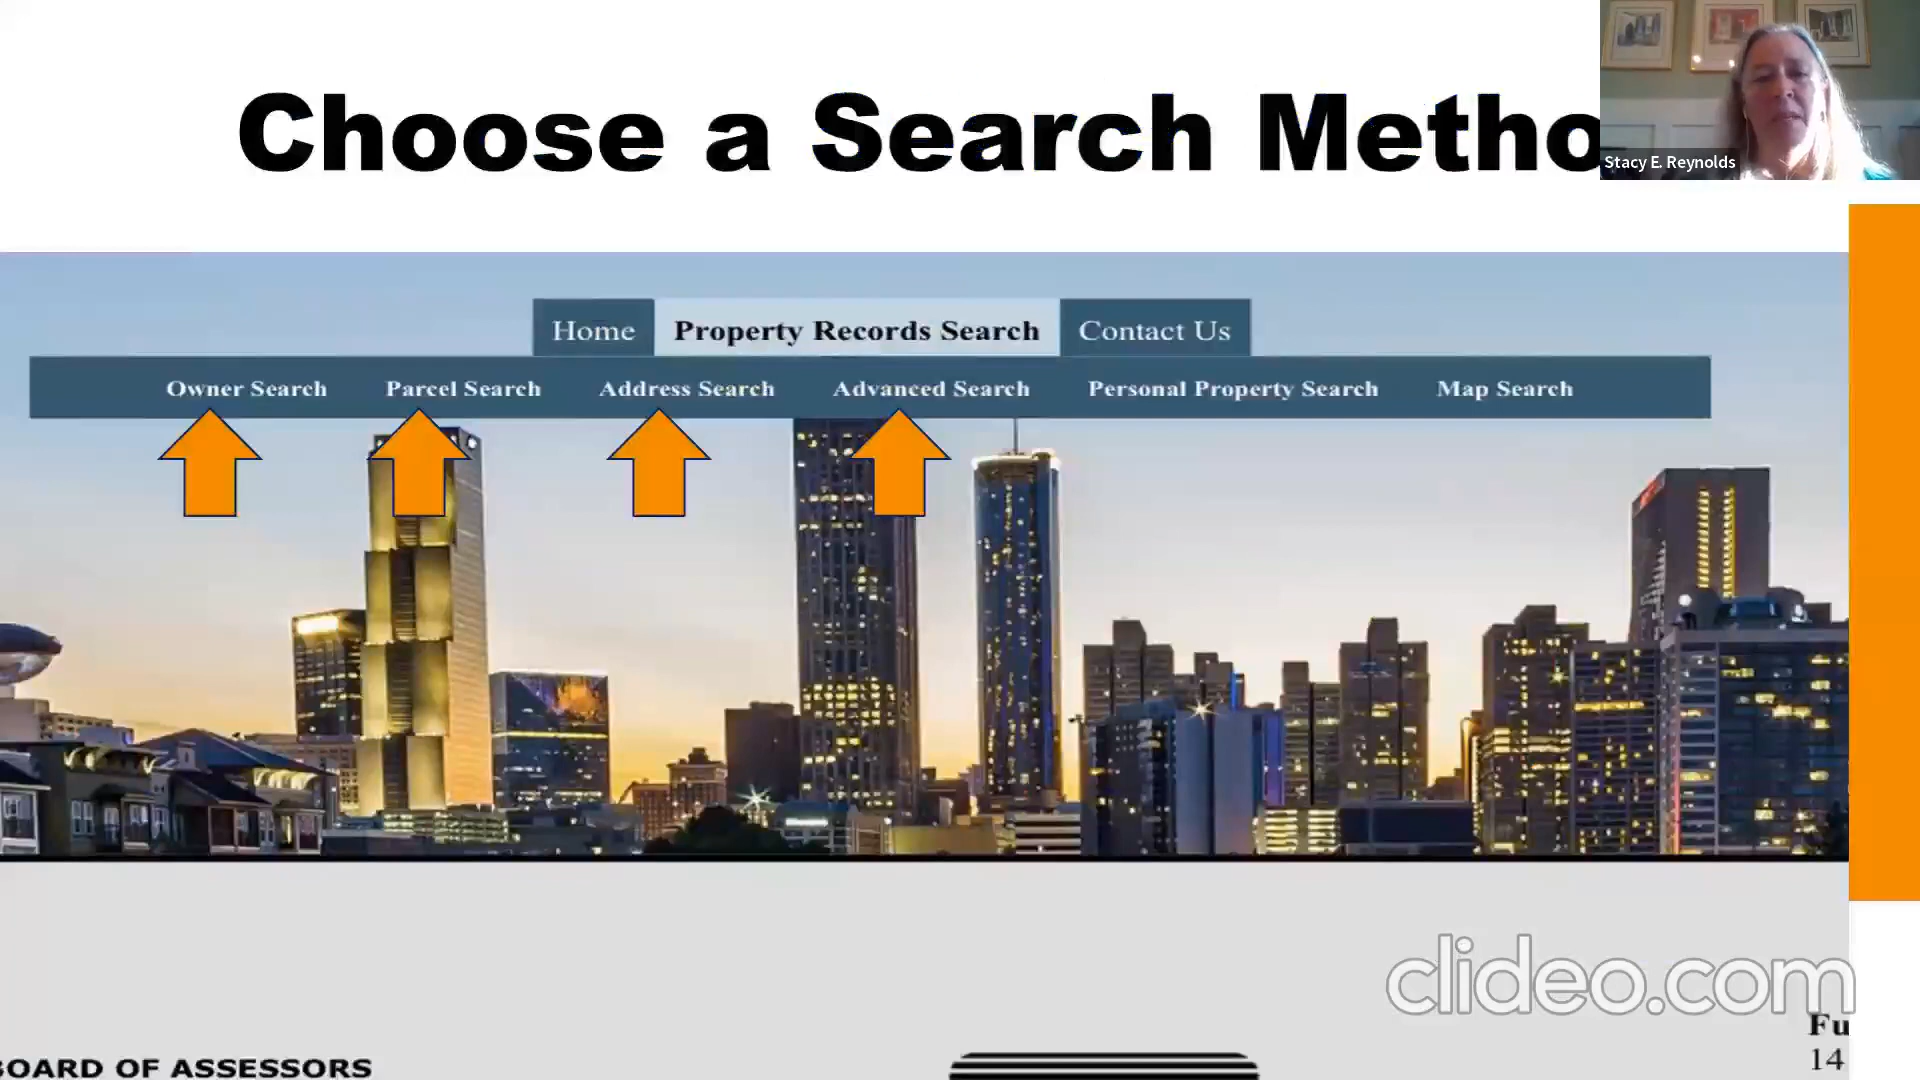 Choose a Search Metho
Stacy E. Reynolds
Home Property Records Search Contact Us
Owner Search Parcel Search Address Search Advanced Search Personal Property Search Map Search
clideo.com
Fu
14
BOARD OF ASSESSORS